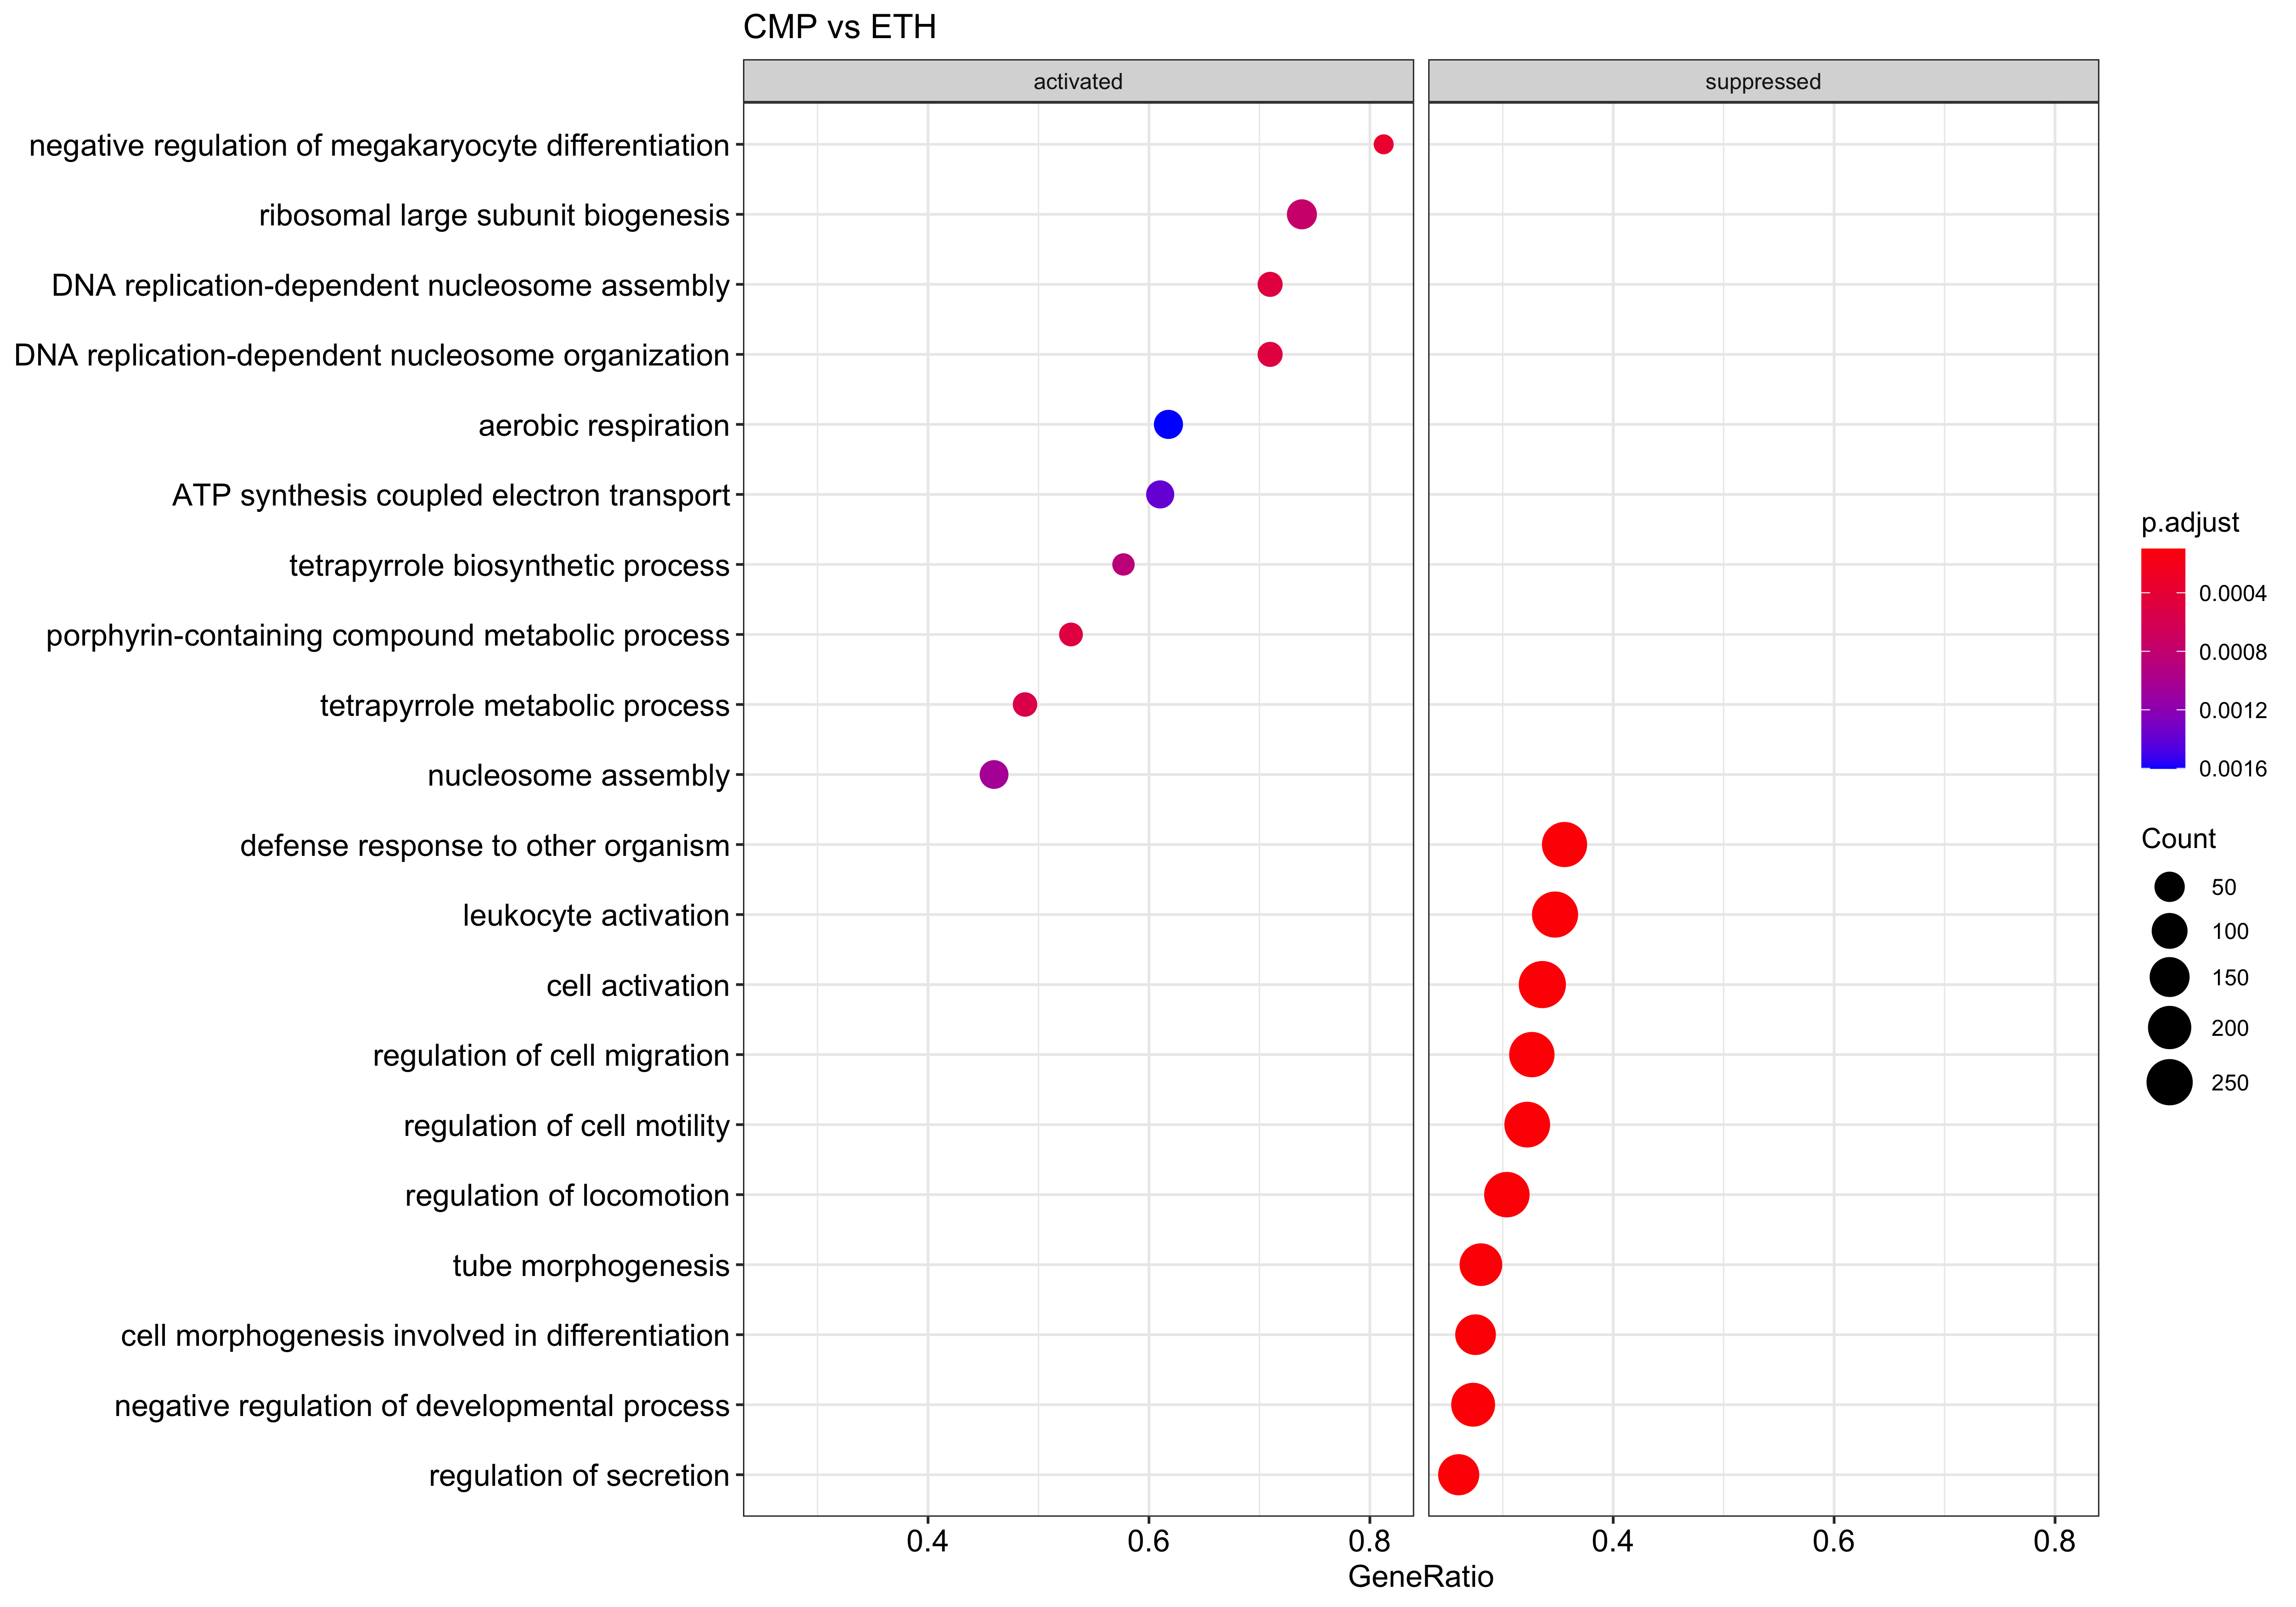 CMP vs ETH
activated
suppressed
negative regulation of megakaryocyte differentiation
ribosomal large subunit biogenesis
DNA replication-dependent nucleosome assembly
DNA replication-dependent nucleosome organization
aerobic respiration
ATP synthesis coupled electron transport
tetrapyrrole biosynthetic process
porphyrin-containing compound metabolic process
tetrapyrrole metabolic process
nucleosome assembly
defense response to other organism
leukocyte activation
cell activation
regulation of cell migration
regulation of cell motility
regulation of locomotion
tube morphogenesis
cell morphogenesis involved in differentiation
negative regulation of developmental process
regulation of secretion
0.4 0.6 0.8
0.4 0.6 0.8
GeneRatio
p.adjust
0.0004
0.0008
0.0012
0.0016
Count
50
100
150
200
250